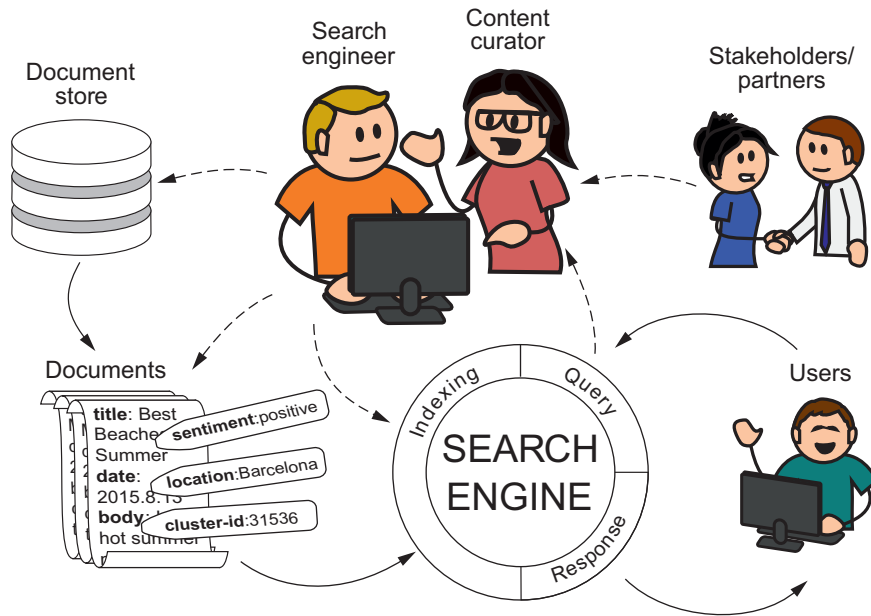 Search
engineer
Content
curator
Document
store
Stakeholders/
partners
Documents
title: Best
Beache
Summer
date:
2015.8.13
body:
hot summer
sentiment:positive
location:Barcelona
cluster-id:31536
Indexing
Query
Response
SEARCH
ENGINE
Users